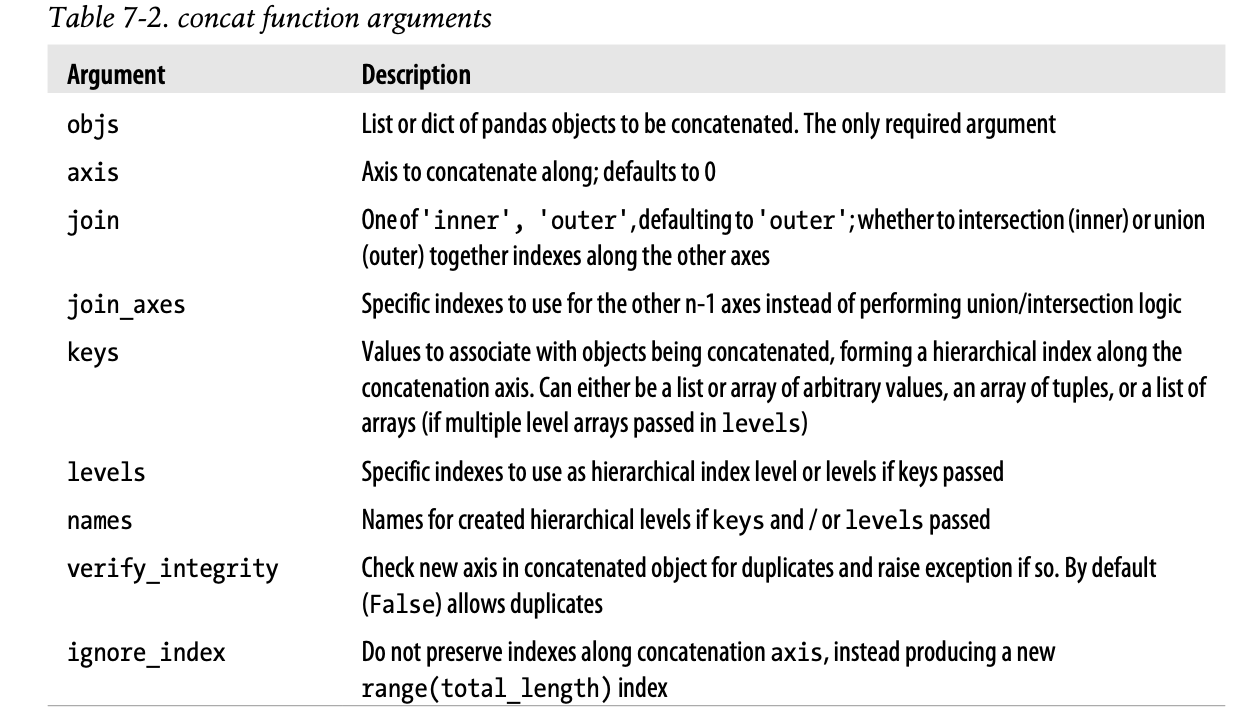 Table 7-2. concat function arguments
Argument Description
objs List or dict of pandas objects to be concatenated. The only required argument
axis Axis to concatenate along; defaults to 0
join One of 'inner', 'outer', defaulting to 'outer'; whether to intersection (inner) or union
(outer) together indexes along the other axes
join_axes Specific indexes to use for the other n-1 axes instead of performing union/intersection logic
keys Values to associate with objects being concatenated, forming a hierarchical index along the
concatenation axis. Can either be a list or array of arbitrary values, an array of tuples, or a list of
arrays (if multiple level arrays passed in levels)
levels Specific indexes to use as hierarchical index level or levels if keys passed
names Names for created hierarchical levels if keys and / or levels passed
verify_integrity Check new axis in concatenated object for duplicates and raise exception if so. By default
(False) allows duplicates
ignore_index Do not preserve indexes along concatenation axis, instead producing a new
range(total_length) index